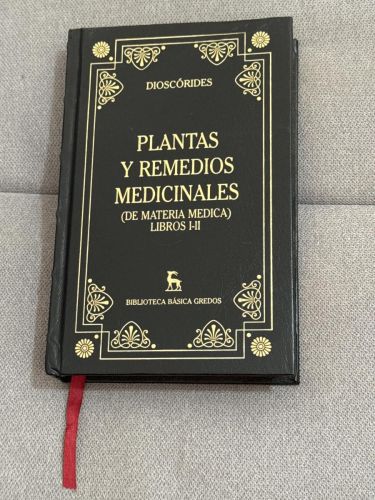 DIOSCÓRIDES
PLANTAS
Y REMEDIOS
MEDICINALES
(DE MATERIA MEDICA)
LIBROS I-II
BIBLIOTECA BÁSICA GREDOS